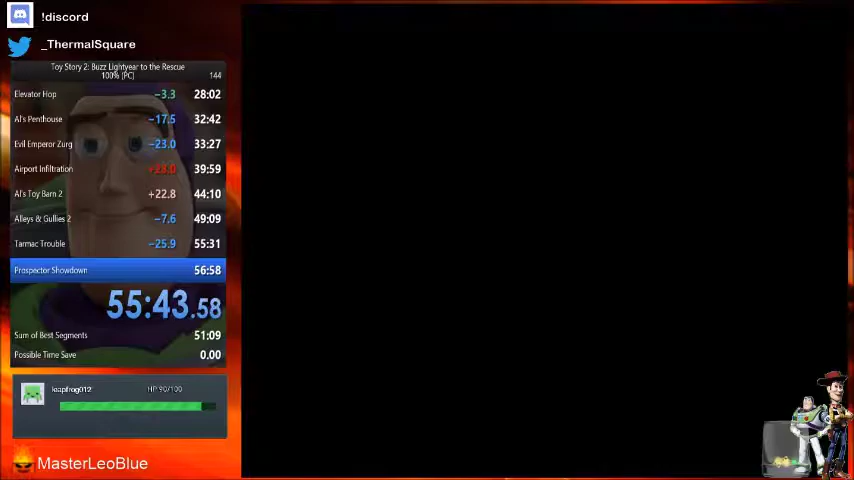 !discord
_ThermalSquare
Toy Story 2: Buzz Lightyear to the Rescue
100% (PC) 144
Elevator Hop -3.3 28:02
Al's Penthouse -17.5 32:42
Evil Emperor Zurg -23.0 33:27
Airport Infiltration +23.0 39:59
Al's Toy Barn 2 +22.8 44:10
Alleys & Gullies 2 -7.6 49:09
Tarmac Trouble -25.9 55:31
Prospector Showdown 56:58
55:43.58
Sum of Best Segments 51:09
Possible Time Save 0.00
leapfrog012 HP 90/100
MasterLeoBlue